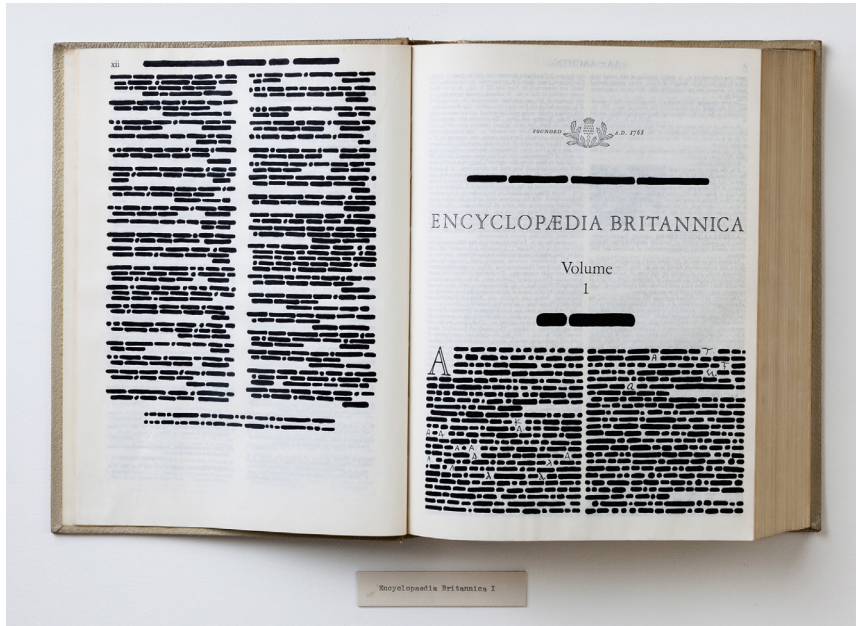 xii
FOUNDED A.D. 1768
ENCYCLOPÆDIA BRITANNICA
Volume
1
A
Encyclopaedia Britannica I